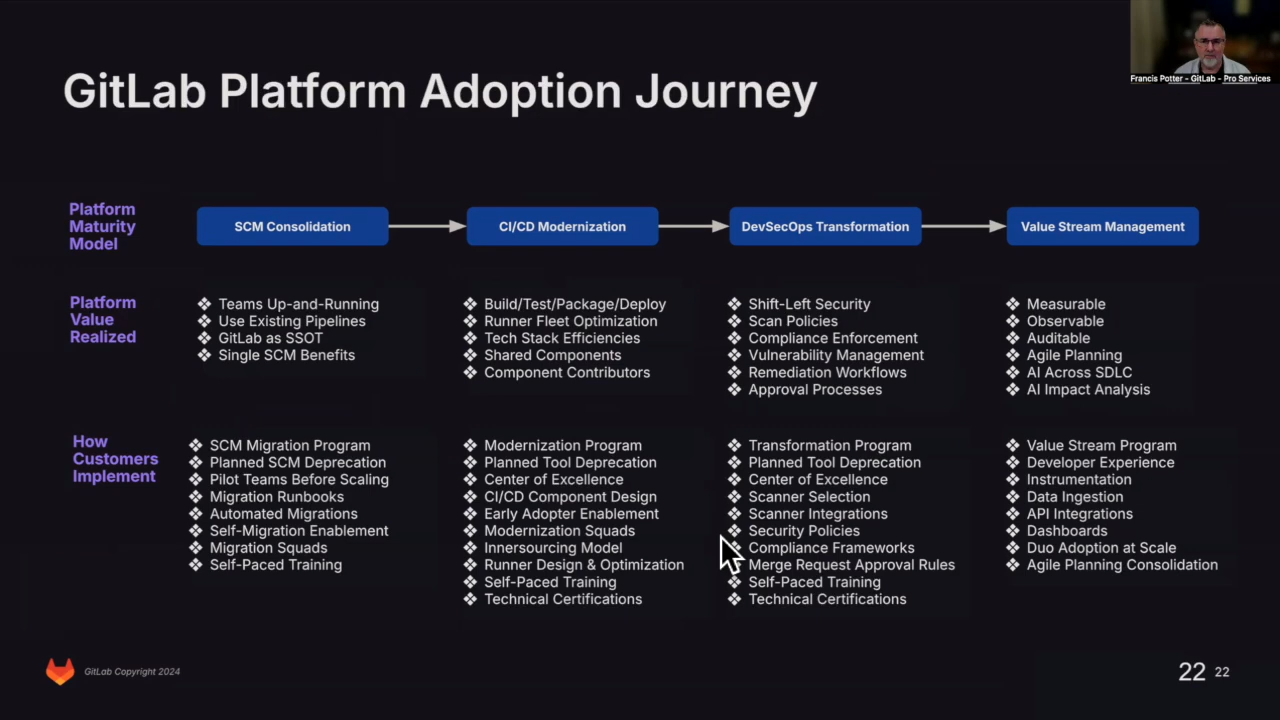 Francis Potter - GitLab - Pro Services
GitLab Platform Adoption Journey
Platform
Maturity
Model
SCM Consolidation
CI/CD Modernization
DevSecOps Transformation
Value Stream Management
Platform
Value
Realized
❖ Teams Up-and-Running
❖ Use Existing Pipelines
❖ GitLab as SSOT
❖ Single SCM Benefits
❖ Build/Test/Package/Deploy
❖ Runner Fleet Optimization
❖ Tech Stack Efficiencies
❖ Shared Components
❖ Component Contributors
❖ Shift-Left Security
❖ Scan Policies
❖ Compliance Enforcement
❖ Vulnerability Management
❖ Remediation Workflows
❖ Approval Processes
❖ Measurable
❖ Observable
❖ Auditable
❖ Agile Planning
❖ AI Across SDLC
❖ AI Impact Analysis
How
Customers
Implement
❖ SCM Migration Program
❖ Planned SCM Deprecation
❖ Pilot Teams Before Scaling
❖ Migration Runbooks
❖ Automated Migrations
❖ Self-Migration Enablement
❖ Migration Squads
❖ Self-Paced Training
❖ Modernization Program
❖ Planned Tool Deprecation
❖ Center of Excellence
❖ CI/CD Component Design
❖ Early Adopter Enablement
❖ Modernization Squads
❖ Innersourcing Model
❖ Runner Design & Optimization
❖ Self-Paced Training
❖ Technical Certifications
❖ Transformation Program
❖ Planned Tool Deprecation
❖ Center of Excellence
❖ Scanner Selection
❖ Scanner Integrations
❖ Security Policies
❖ Compliance Frameworks
❖ Merge Request Approval Rules
❖ Self-Paced Training
❖ Technical Certifications
❖ Value Stream Program
❖ Developer Experience
❖ Instrumentation
❖ Data Ingestion
❖ API Integrations
❖ Dashboards
❖ Duo Adoption at Scale
❖ Agile Planning Consolidation
GitLab Copyright 2024
22 22